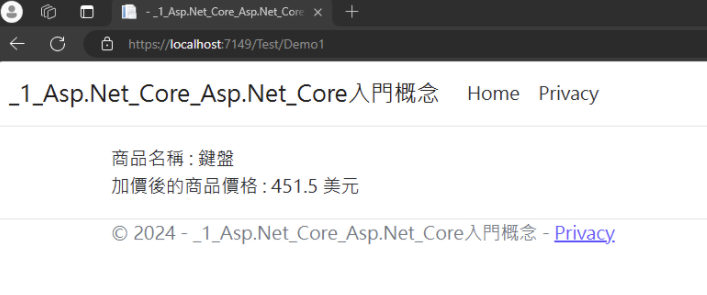 - _1_Asp.Net_Core_Asp.Net_Core
https://localhost:7149/Test/Demo1
_1_Asp.Net_Core_Asp.Net_Core入門概念 Home Privacy
商品名稱 : 鍵盤
加價後的商品價格 : 451.5 美元
© 2024 - _1_Asp.Net_Core_Asp.Net_Core入門概念 - Privacy